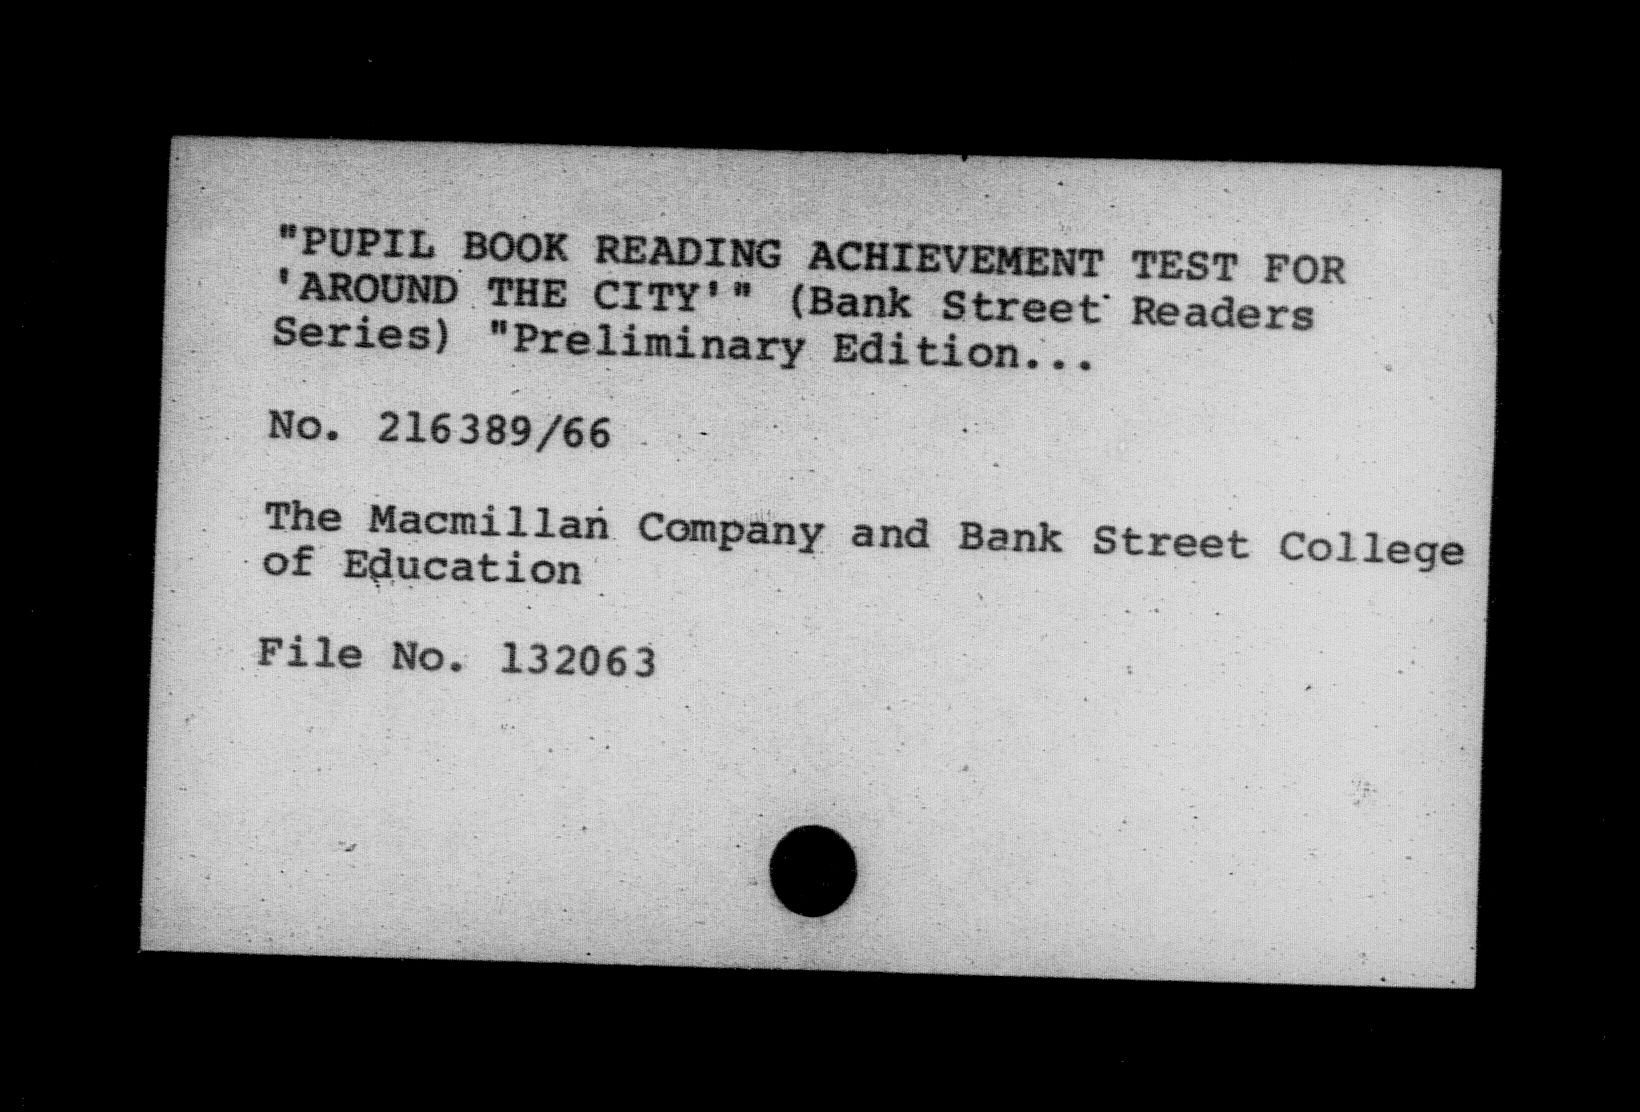 "PUPIL BOOK READING ACHIEVEMENT TEST FOR
'AROUND THE CITY'" (Bank Street Readers
Series) "Preliminary Edition...
No. 216389/66
The Macmillan Company and Bank Street College
of Education
File No. 132063